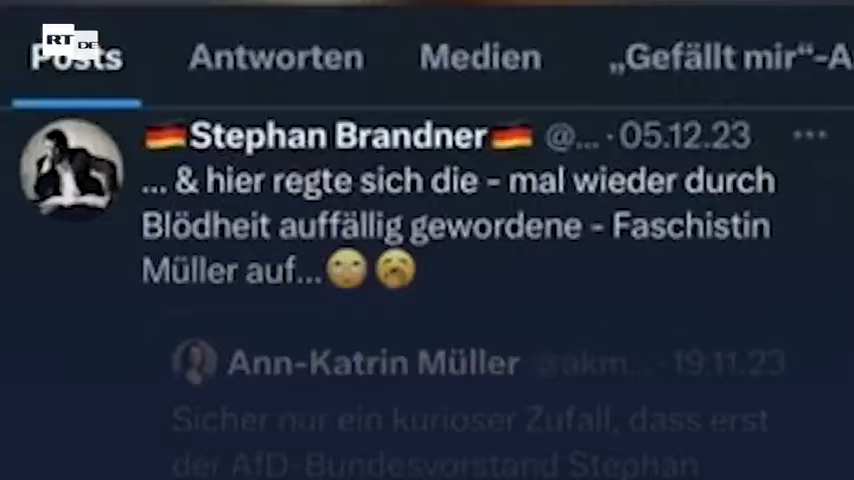 RT DE
Posts Antworten Medien „Gefällt mir“-A
🇩🇪Stephan Brandner🇩🇪 @... · 05.12.23 ...
... & hier regte sich die - mal wieder durch
Blödheit auffällig gewordene - Faschistin
Müller auf...🙄🥱
Ann-Katrin Müller @akm... · 19.11.23
Sicher nur ein kurioser Zufall, dass erst
der AfD-Bundesvorstand Stephan